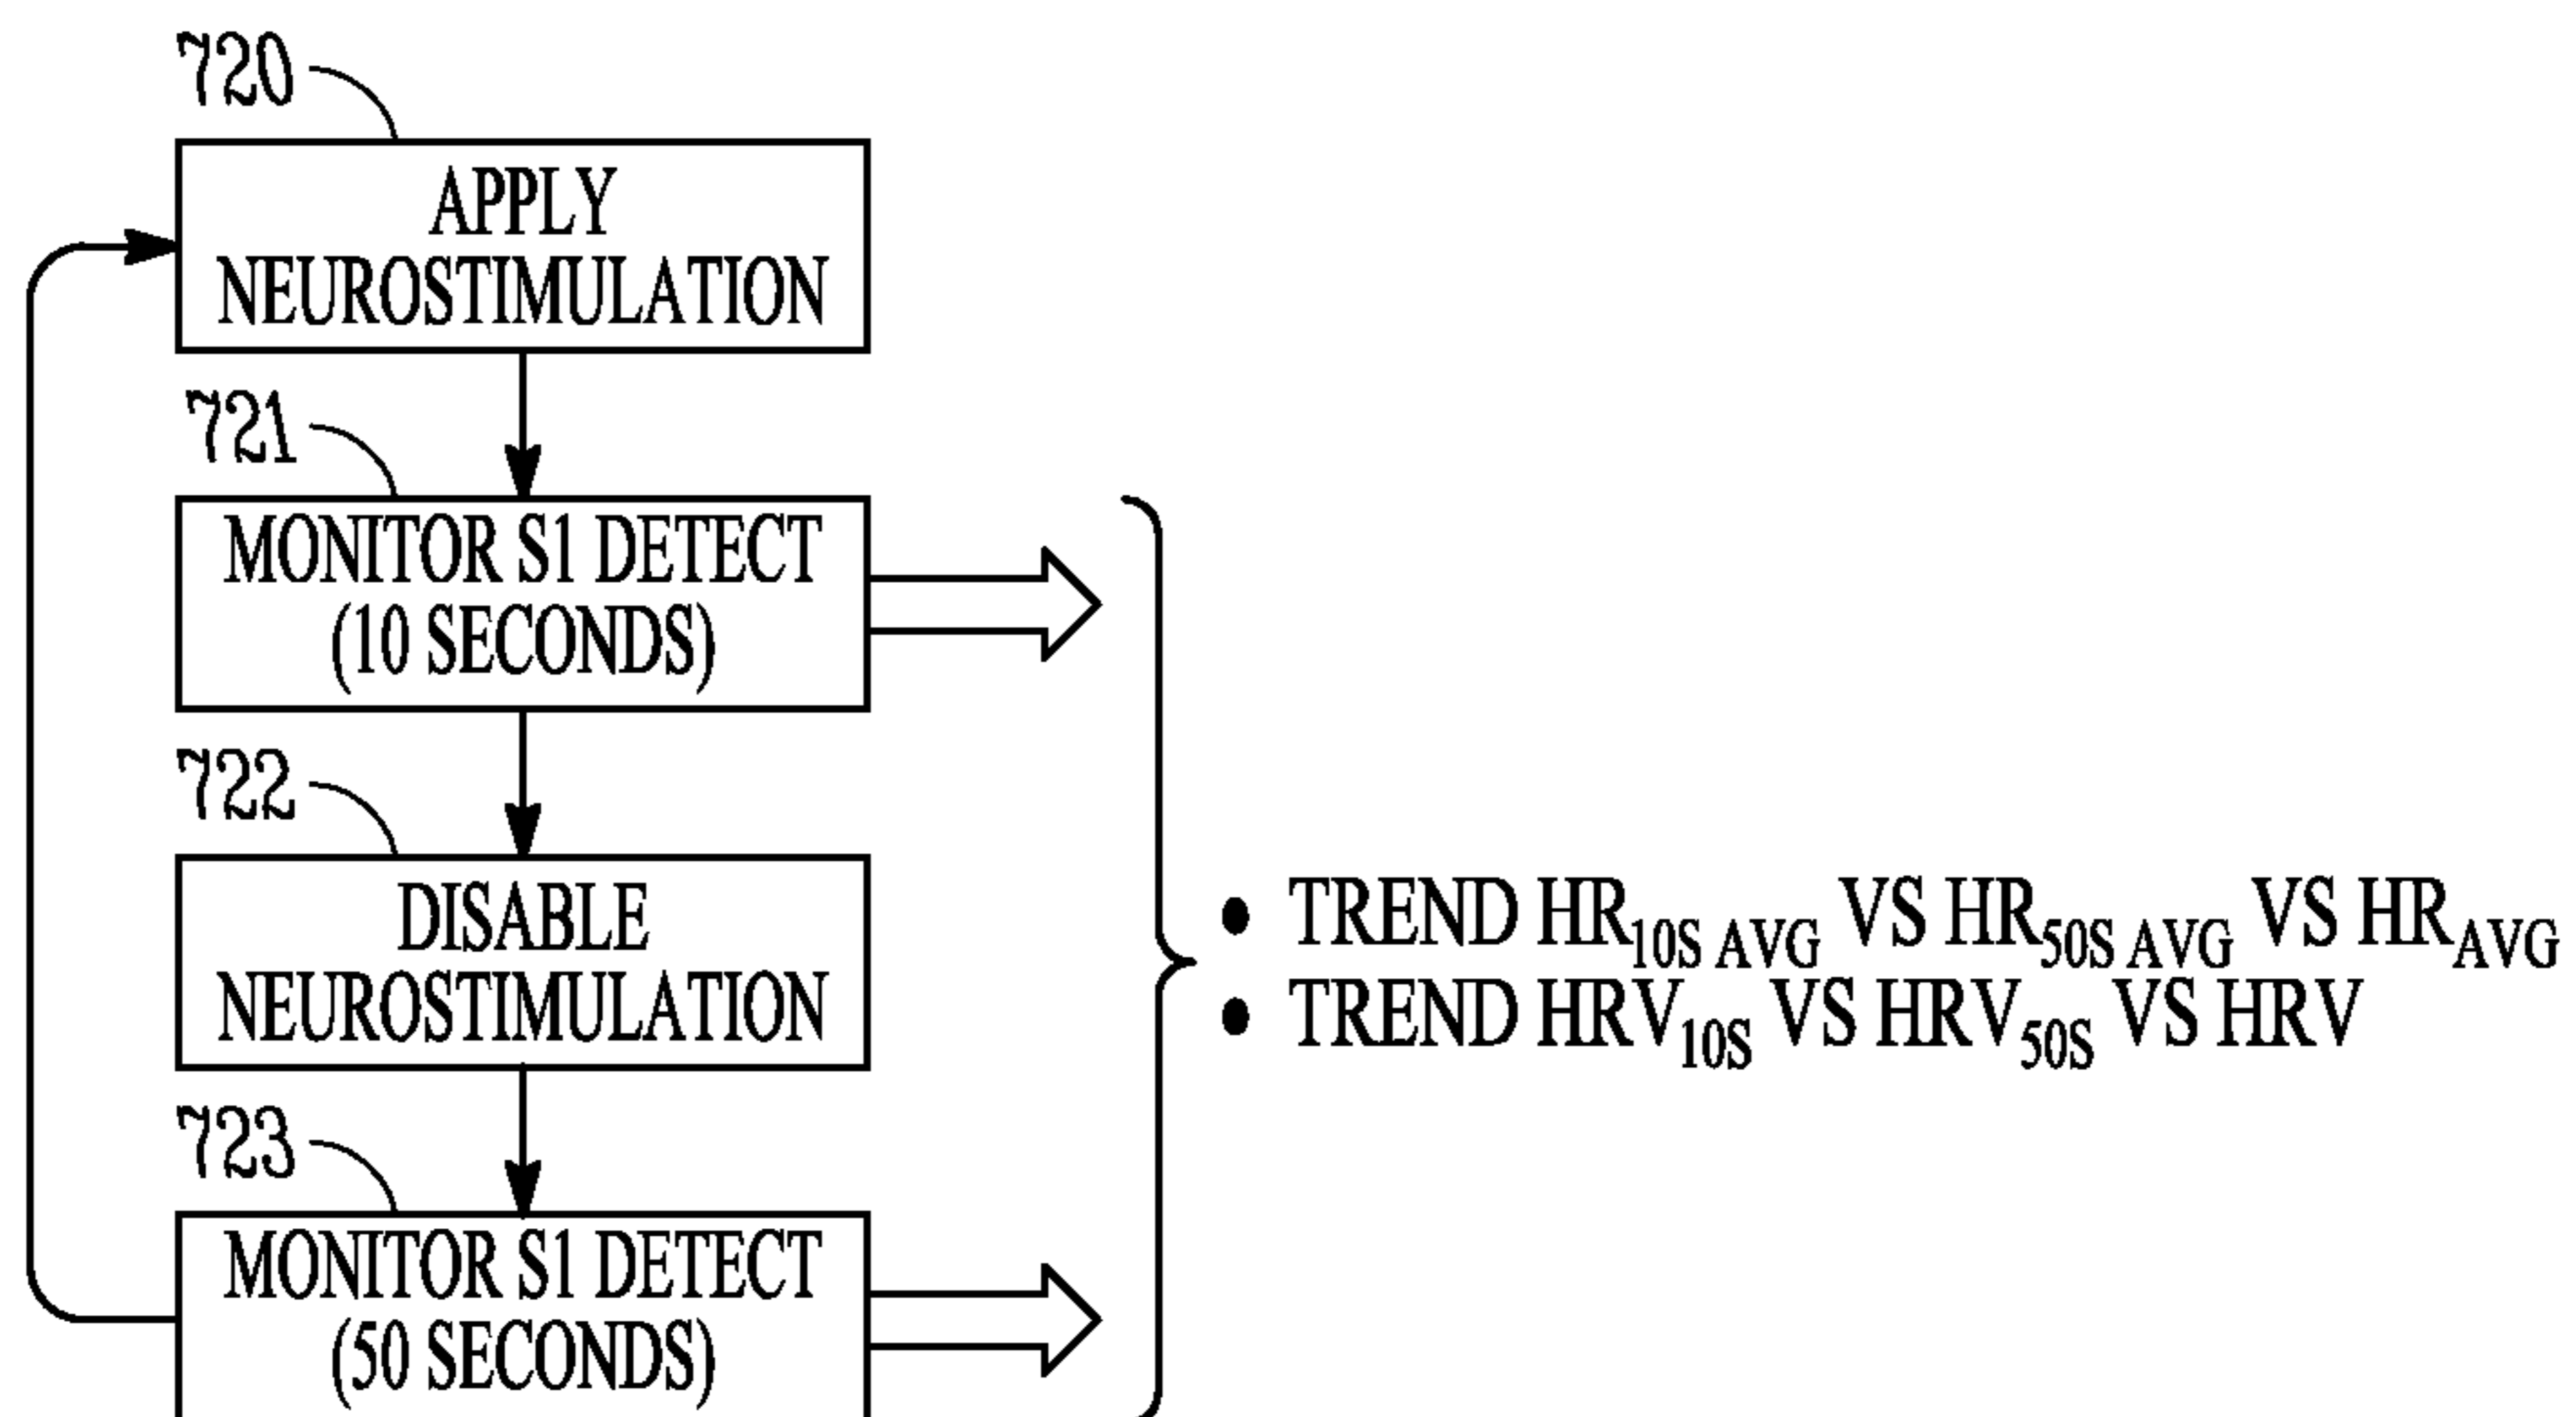 720
APPLY
NEUROSTIMULATION
721
MONITOR S1 DETECT
(10 SECONDS)
722
DISABLE
NEUROSTIMULATION
723
MONITOR S1 DETECT
(50 SECONDS)
• TREND HR10S AVG VS HR50S AVG VS HRAVG
• TREND HRV10S VS HRV50S VS HRV